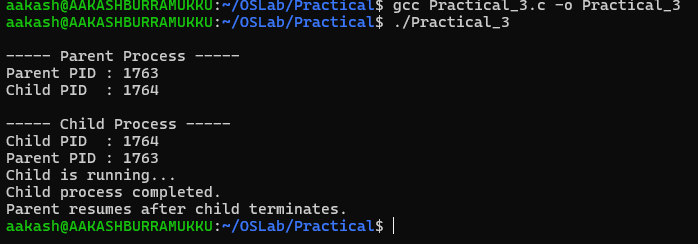 aakash@AAKASHBURRAMUKKU:~/OSLab/Practical$ gcc Practical_3.c -o Practical_3
aakash@AAKASHBURRAMUKKU:~/OSLab/Practical$ ./Practical_3
----- Parent Process -----
Parent PID : 1763
Child PID  : 1764
----- Child Process -----
Child PID  : 1764
Parent PID : 1763
Child is running...
Child process completed.
Parent resumes after child terminates.
aakash@AAKASHBURRAMUKKU:~/OSLab/Practical$